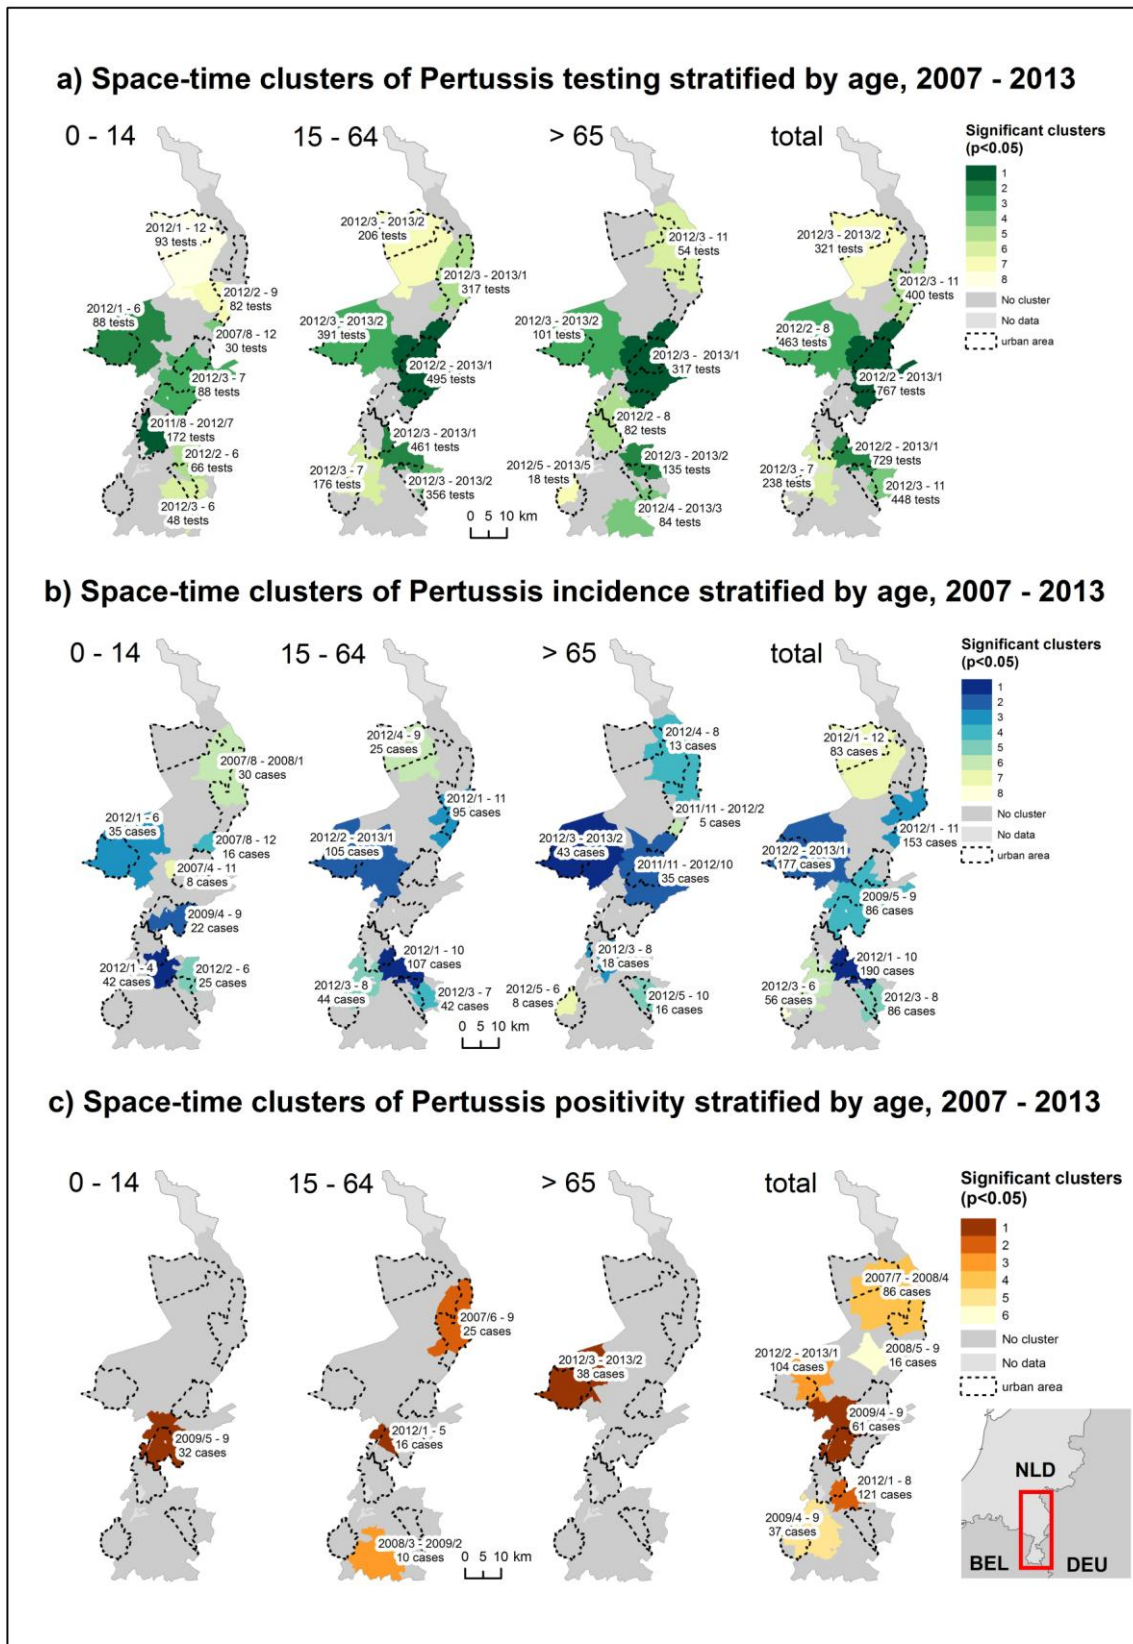 a) Space-time clusters of Pertussis testing stratified by age, 2007 - 2013
0 - 14
15 - 64
> 65
total
2012/1 - 12
93 tests
2012/2 - 9
82 tests
2012/1 - 6
88 tests
2007/8 - 12
30 tests
2012/3 - 7
88 tests
2011/8 - 2012/7
172 tests
2012/2 - 6
66 tests
2012/3 - 6
48 tests
2012/3 - 2013/2
206 tests
2012/3 - 2013/1
317 tests
2012/3 - 2013/2
391 tests
2012/2 - 2013/1
495 tests
2012/3 - 2013/1
461 tests
2012/3 - 7
176 tests
2012/3 - 2013/2
356 tests
0 5 10 km
2012/3 - 11
54 tests
2012/3 - 2013/2
101 tests
2012/3 - 2013/1
317 tests
2012/2 - 8
82 tests
2012/3 - 2013/2
135 tests
2012/5 - 2013/5
18 tests
2012/4 - 2013/3
84 tests
2012/3 - 2013/2
321 tests
2012/3 - 11
400 tests
2012/2 - 8
463 tests
2012/2 - 2013/1
767 tests
2012/2 - 2013/1
729 tests
2012/3 - 7
238 tests
2012/3 - 11
448 tests
Significant clusters
(p<0.05)
1
2
3
4
5
6
7
8
No cluster
No data
urban area
b) Space-time clusters of Pertussis incidence stratified by age, 2007 - 2013
0 - 14
15 - 64
> 65
total
2007/8 - 2008/1
30 cases
2012/1 - 6
35 cases
2007/8 - 12
16 cases
2007/4 - 11
8 cases
2009/4 - 9
22 cases
2012/1 - 4
42 cases
2012/2 - 6
25 cases
2012/4 - 9
25 cases
2012/1 - 11
95 cases
2012/2 - 2013/1
105 cases
2012/1 - 10
107 cases
2012/3 - 8
44 cases
2012/3 - 7
42 cases
0 5 10 km
2012/4 - 8
13 cases
2011/11 - 2012/2
5 cases
2012/3 - 2013/2
43 cases
2011/11 - 2012/10
35 cases
2012/3 - 8
18 cases
2012/5 - 6
8 cases
2012/5 - 10
16 cases
2012/1 - 12
83 cases
2012/1 - 11
153 cases
2012/2 - 2013/1
177 cases
2009/5 - 9
86 cases
2012/1 - 10
190 cases
2012/3 - 6
56 cases
2012/3 - 8
86 cases
Significant clusters
(p<0.05)
1
2
3
4
5
6
7
8
No cluster
No data
urban area
c) Space-time clusters of Pertussis positivity stratified by age, 2007 - 2013
0 - 14
15 - 64
> 65
total
2009/5 - 9
32 cases
2007/6 - 9
25 cases
2012/1 - 5
16 cases
2008/3 - 2009/2
10 cases
0 5 10 km
2012/3 - 2013/2
38 cases
2007/7 - 2008/4
86 cases
2008/5 - 9
16 cases
2012/2 - 2013/1
104 cases
2009/4 - 9
61 cases
2012/1 - 8
121 cases
2009/4 - 9
37 cases
Significant clusters
(p<0.05)
1
2
3
4
5
6
No cluster
No data
urban area
NLD
BEL
DEU